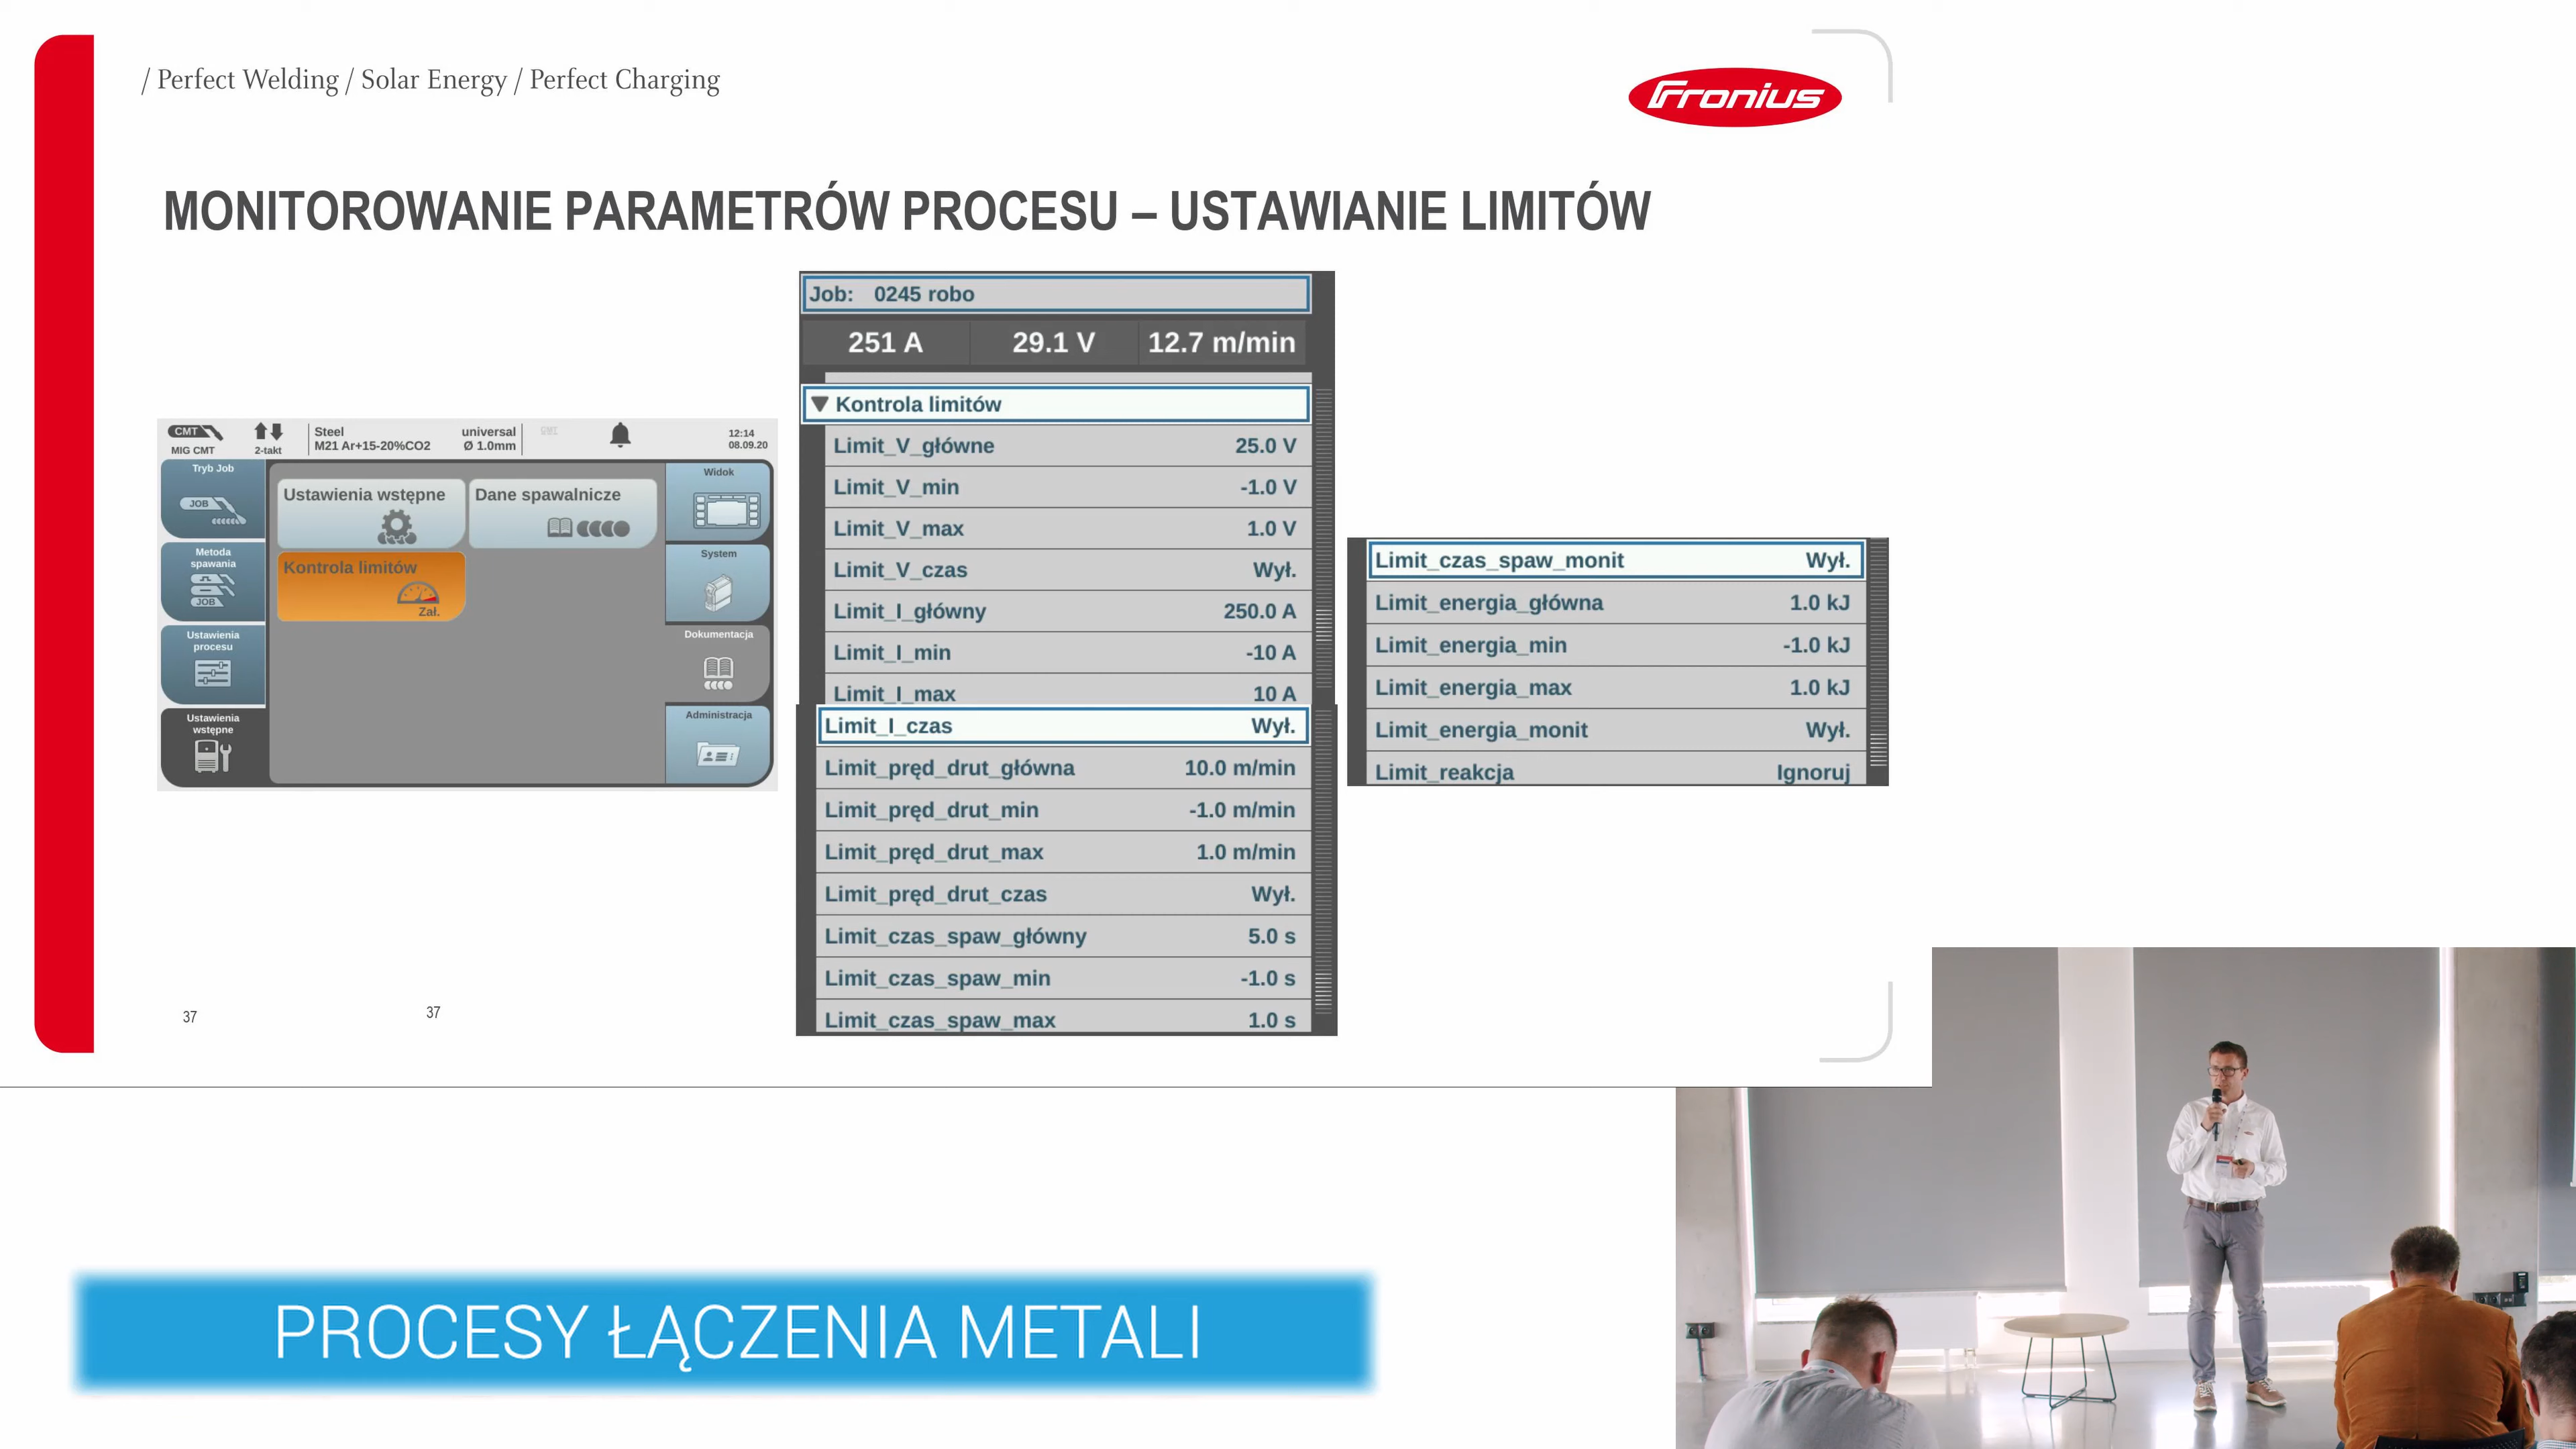 / Perfect Welding / Solar Energy / Perfect Charging
Fronius
MONITOROWANIE PARAMETRÓW PROCESU – USTAWIANIE LIMITÓW
CMT
MIG CMT
2-takt
Steel
M21 Ar+15-20%CO2
universal
Ø 1.0mm
CMT
12:14
08.09.20
Tryb Job
JOB
Metoda
spawania
JOB
Ustawienia
procesu
Ustawienia
wstępne
Ustawienia wstępne
Dane spawalnicze
Kontrola limitów
Zał.
Widok
System
Dokumentacja
Administracja
Job: 0245 robo
251 A 29.1 V 12.7 m/min
Kontrola limitów
Limit_V_główne 25.0 V
Limit_V_min -1.0 V
Limit_V_max 1.0 V
Limit_V_czas Wył.
Limit_I_główny 250.0 A
Limit_I_min -10 A
Limit_I_max 10 A
Limit_I_czas Wył.
Limit_pręd_drut_główna 10.0 m/min
Limit_pręd_drut_min -1.0 m/min
Limit_pręd_drut_max 1.0 m/min
Limit_pręd_drut_czas Wył.
Limit_czas_spaw_główny 5.0 s
Limit_czas_spaw_min -1.0 s
Limit_czas_spaw_max 1.0 s
Limit_czas_spaw_monit Wył.
Limit_energia_główna 1.0 kJ
Limit_energia_min -1.0 kJ
Limit_energia_max 1.0 kJ
Limit_energia_monit Wył.
Limit_reakcja Ignoruj
37
37
PROCESY ŁĄCZENIA METALI